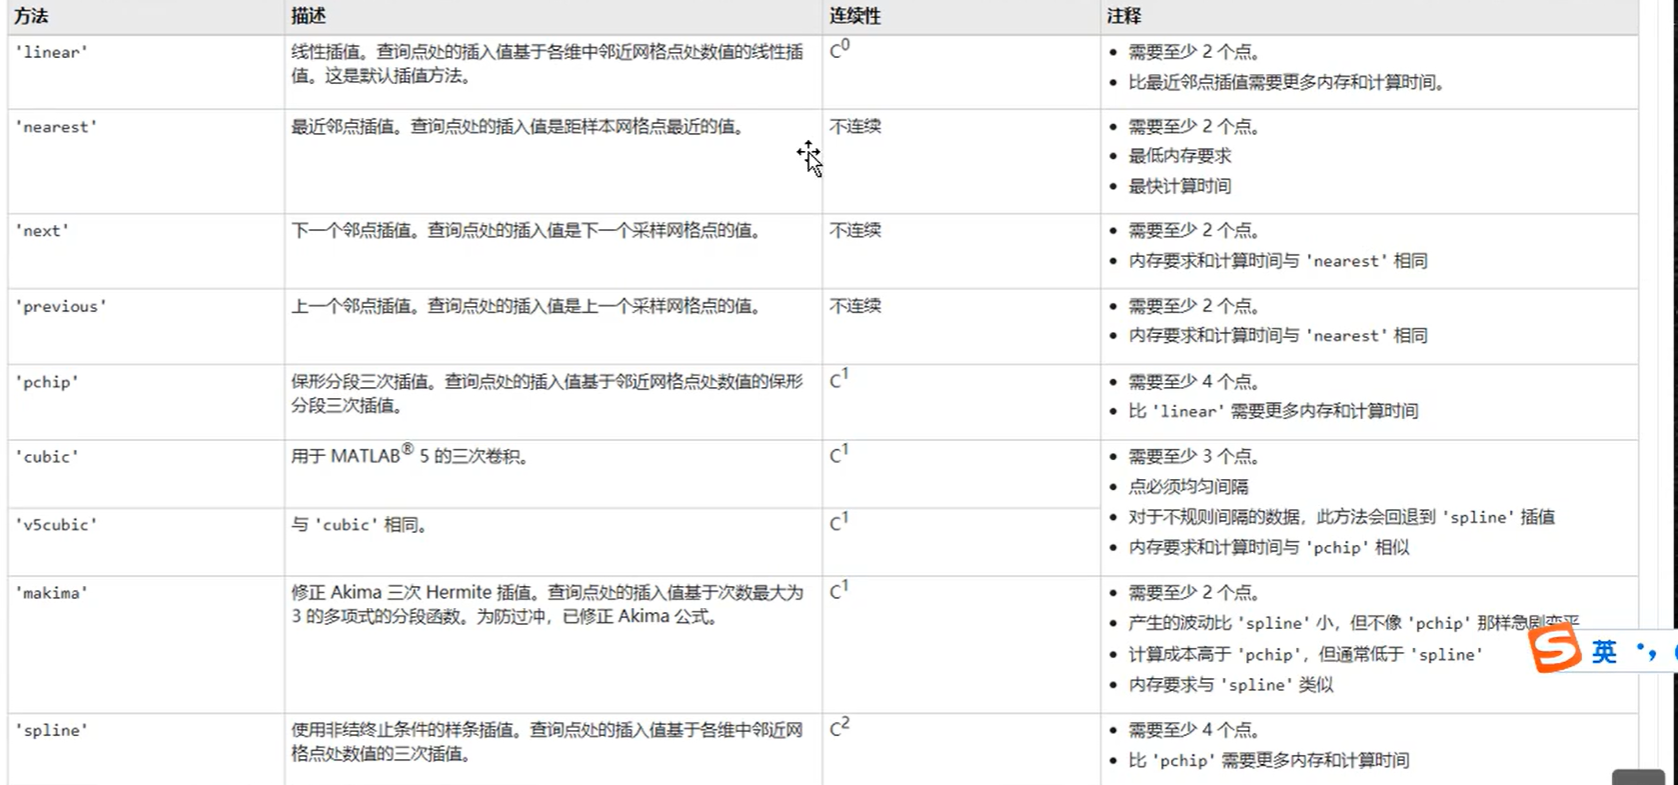 方法 描述 连续性 注释
'linear' 线性插值。查询点处的插入值基于各维中邻近网格点处数值的线性插 C0 • 需要至少 2 个点。
值。这是默认插值方法。 • 比最近邻点插值需要更多内存和计算时间。
'nearest' 最近邻点插值。查询点处的插入值是距样本网格点最近的值。 不连续 • 需要至少 2 个点。
• 最低内存要求
• 最快计算时间
'next' 下一个邻点插值。查询点处的插入值是下一个采样网格点的值。 不连续 • 需要至少 2 个点。
• 内存要求和计算时间与 'nearest' 相同
'previous' 上一个邻点插值。查询点处的插入值是上一个采样网格点的值。 不连续 • 需要至少 2 个点。
• 内存要求和计算时间与 'nearest' 相同
'pchip' 保形分段三次插值。查询点处的插入值基于邻近网格点处数值的保形 C1 • 需要至少 4 个点。
分段三次插值。 • 比 'linear' 需要更多内存和计算时间
'cubic' 用于 MATLAB® 5 的三次卷积。 C1 • 需要至少 3 个点。
• 点必须均匀间隔
'v5cubic' 与 'cubic' 相同。 C1 • 对于不规则间隔的数据，此方法会回退到 'spline' 插值
• 内存要求和计算时间与 'pchip' 相似
'makima' 修正 Akima 三次 Hermite 插值。查询点处的插入值基于次数最大为 C1 • 需要至少 2 个点。
3 的多项式的分段函数。为防过冲，已修正 Akima 公式。 • 产生的波动比 'spline' 小，但不像 'pchip' 那样急剧变平
• 计算成本高于 'pchip'，但通常低于 'spline'
• 内存要求与 'spline' 类似
英
'spline' 使用非结终止条件的样条插值。查询点处的插入值基于各维中邻近网 C2 • 需要至少 4 个点。
格点处数值的三次插值。 • 比 'pchip' 需要更多内存和计算时间